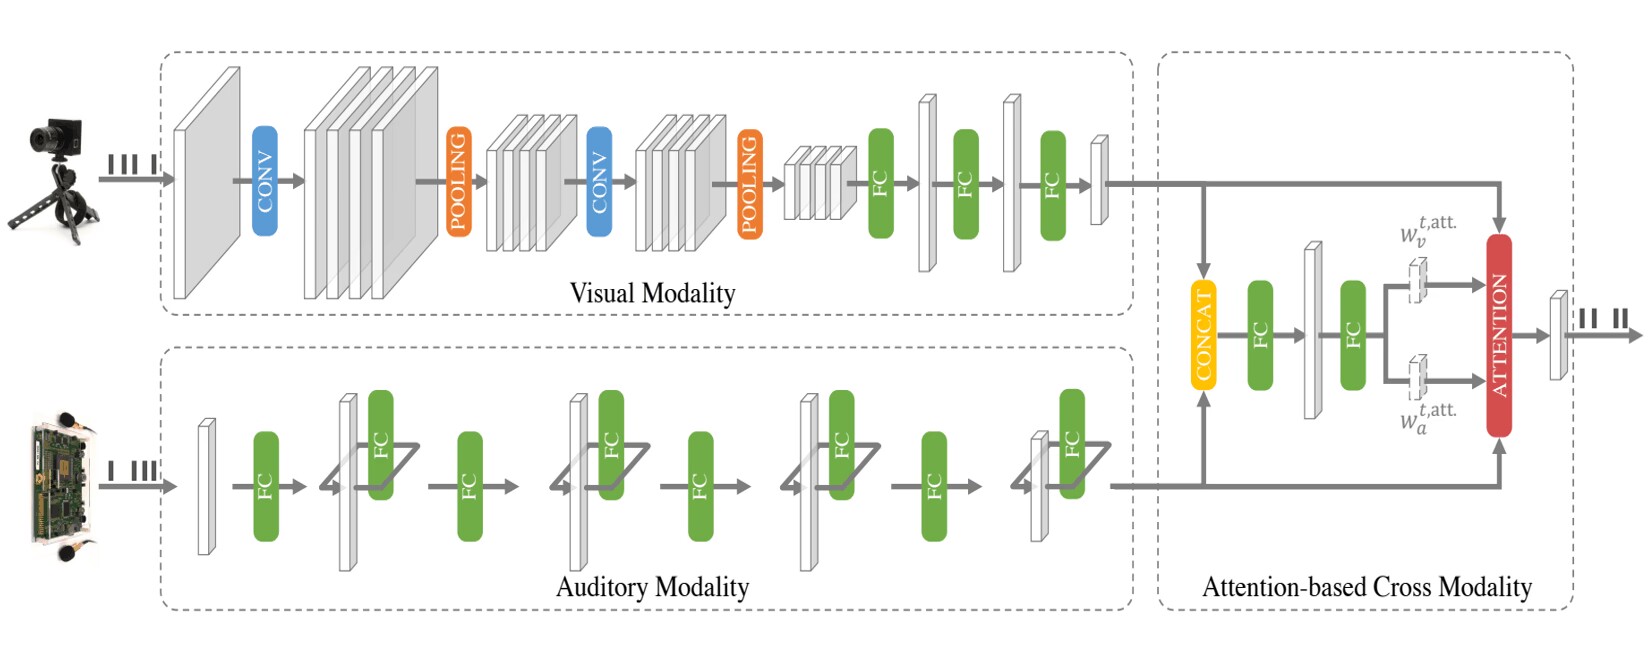 CONV
POOLING
CONV
POOLING
FC
FC
FC
Visual Modality
FC
FC
FC
FC
FC
FC
FC
FC
Auditory Modality
CONCAT
FC
FC
w_v^{t,att.}
w_a^{t,att.}
ATTENTION
Attention-based Cross Modality